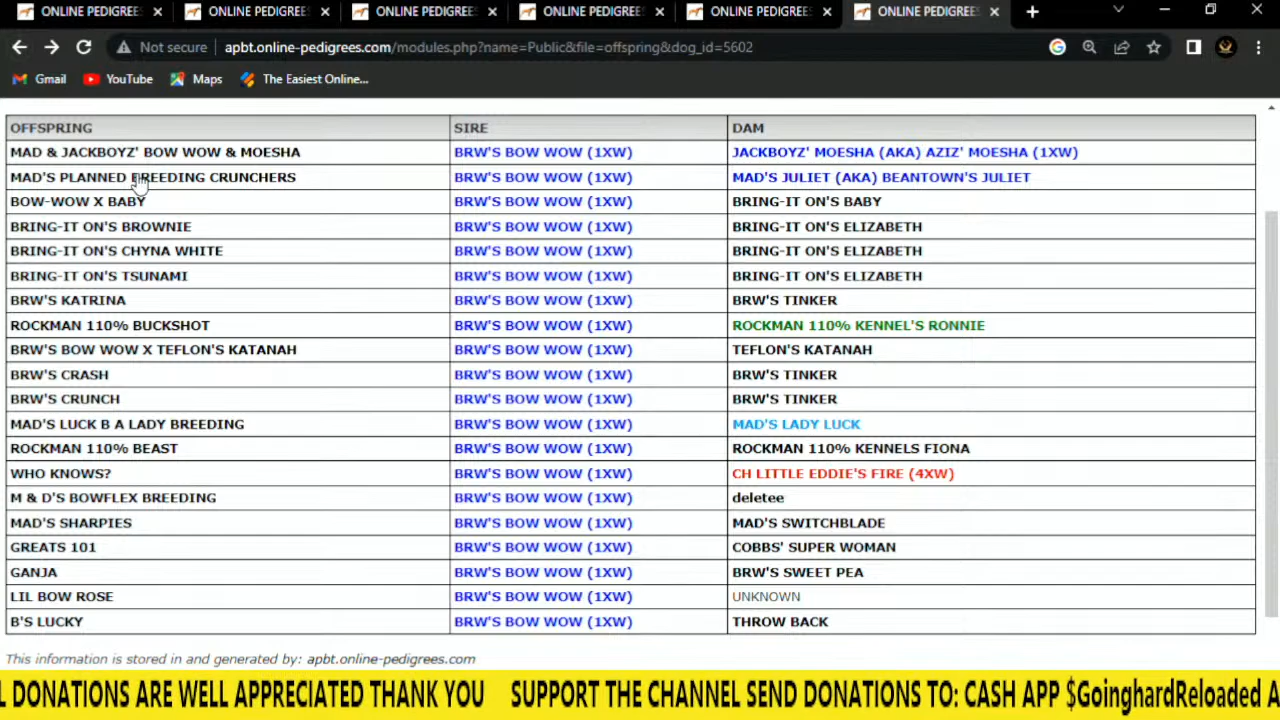 ONLINE PEDIGREES ONLINE PEDIGREES ONLINE PEDIGREES ONLINE PEDIGREES ONLINE PEDIGREES ONLINE PEDIGREES
Not secure apbt.online-pedigrees.com/modules.php?name=Public&file=offspring&dog_id=5602
Gmail YouTube Maps The Easiest Online...
OFFSPRING SIRE DAM
MAD & JACKBOYZ' BOW WOW & MOESHA BRW'S BOW WOW (1XW) JACKBOYZ' MOESHA (AKA) AZIZ' MOESHA (1XW)
MAD'S PLANNED BREEDING CRUNCHERS BRW'S BOW WOW (1XW) MAD'S JULIET (AKA) BEANTOWN'S JULIET
BOW-WOW X BABY BRW'S BOW WOW (1XW) BRING-IT ON'S BABY
BRING-IT ON'S BROWNIE BRW'S BOW WOW (1XW) BRING-IT ON'S ELIZABETH
BRING-IT ON'S CHYNA WHITE BRW'S BOW WOW (1XW) BRING-IT ON'S ELIZABETH
BRING-IT ON'S TSUNAMI BRW'S BOW WOW (1XW) BRING-IT ON'S ELIZABETH
BRW'S KATRINA BRW'S BOW WOW (1XW) BRW'S TINKER
ROCKMAN 110% BUCKSHOT BRW'S BOW WOW (1XW) ROCKMAN 110% KENNEL'S RONNIE
BRW'S BOW WOW X TEFLON'S KATANAH BRW'S BOW WOW (1XW) TEFLON'S KATANAH
BRW'S CRASH BRW'S BOW WOW (1XW) BRW'S TINKER
BRW'S CRUNCH BRW'S BOW WOW (1XW) BRW'S TINKER
MAD'S LUCK B A LADY BREEDING BRW'S BOW WOW (1XW) MAD'S LADY LUCK
ROCKMAN 110% BEAST BRW'S BOW WOW (1XW) ROCKMAN 110% KENNELS FIONA
WHO KNOWS? BRW'S BOW WOW (1XW) CH LITTLE EDDIE'S FIRE (4XW)
M & D'S BOWFLEX BREEDING BRW'S BOW WOW (1XW) deletee
MAD'S SHARPIES BRW'S BOW WOW (1XW) MAD'S SWITCHBLADE
GREATS 101 BRW'S BOW WOW (1XW) COBBS' SUPER WOMAN
GANJA BRW'S BOW WOW (1XW) BRW'S SWEET PEA
LIL BOW ROSE BRW'S BOW WOW (1XW) UNKNOWN
B'S LUCKY BRW'S BOW WOW (1XW) THROW BACK
This information is stored in and generated by: apbt.online-pedigrees.com
L DONATIONS ARE WELL APPRECIATED THANK YOU SUPPORT THE CHANNEL SEND DONATIONS TO: CASH APP $GoinghardReloaded A